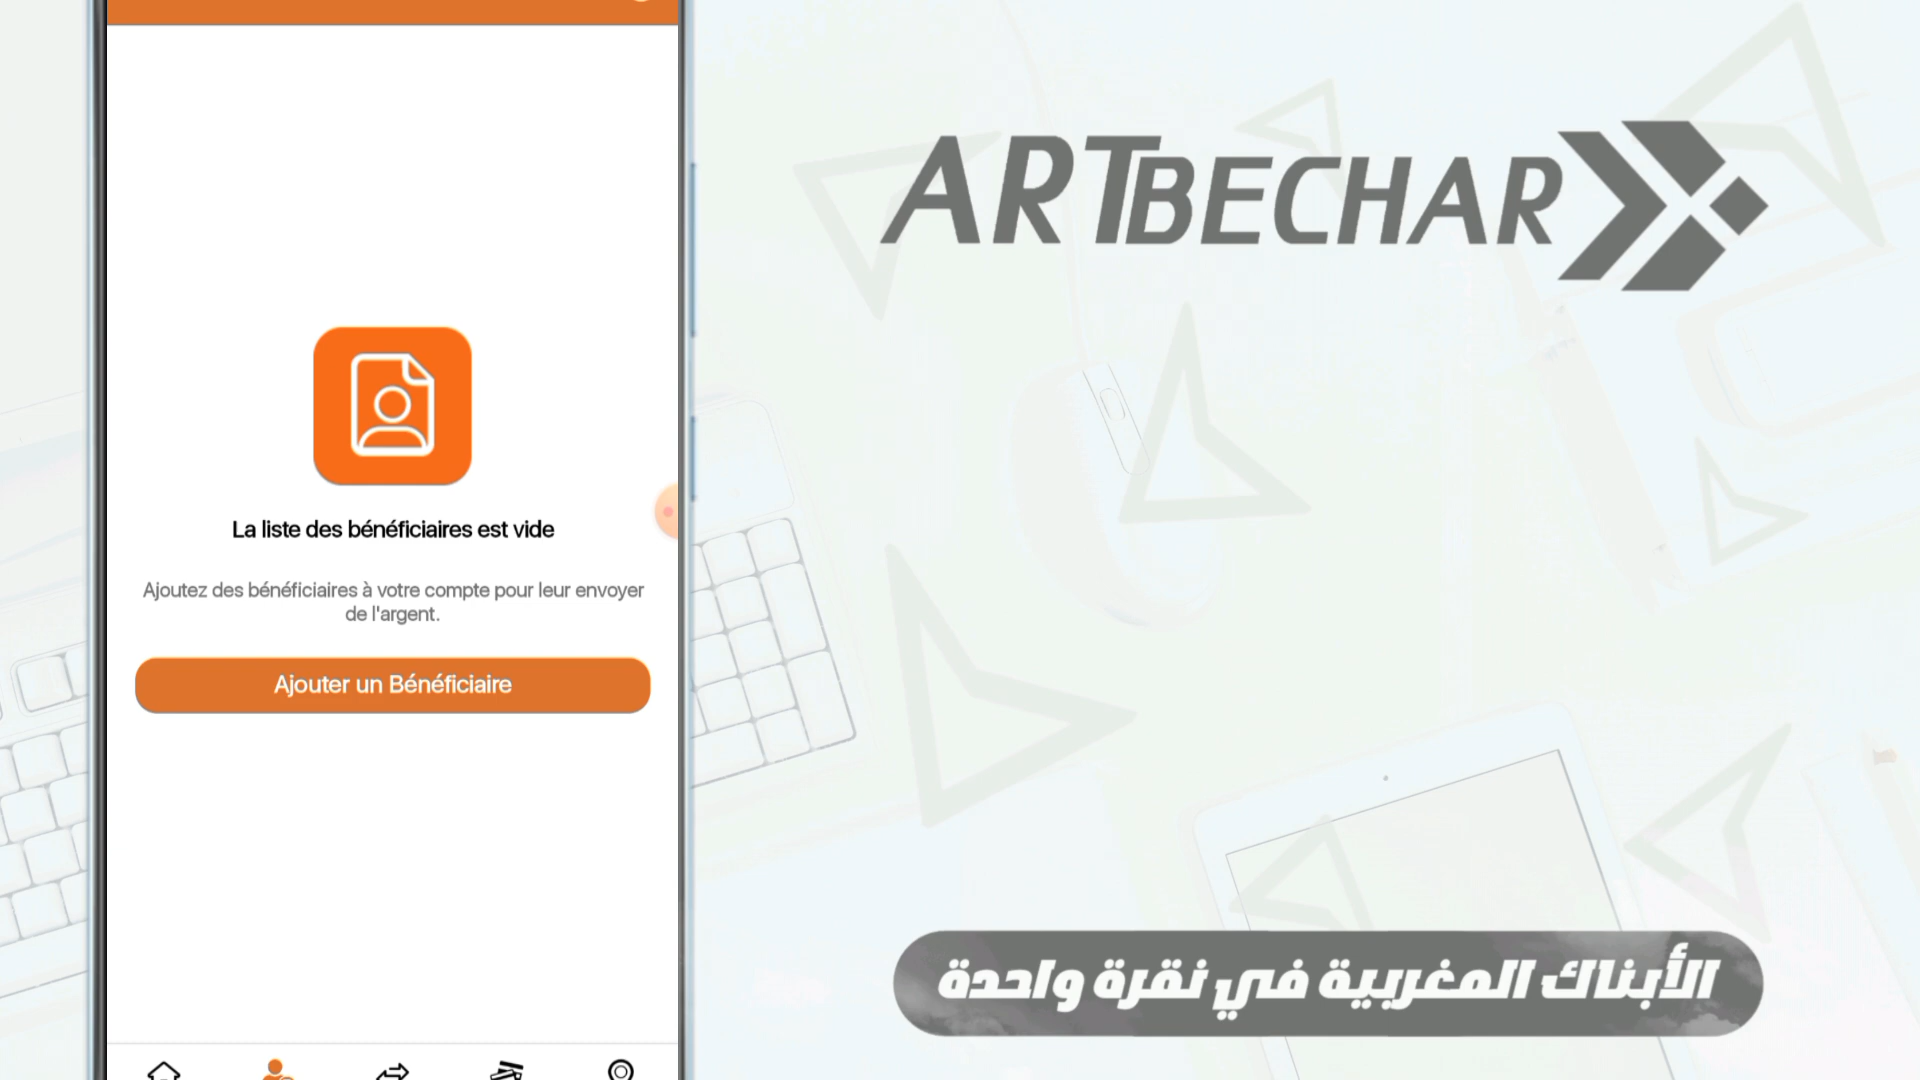 La liste des bénéficiaires est vide
Ajoutez des bénéficiaires à votre compte pour leur envoyer
de l'argent.
Ajouter un Bénéficiaire
ARTBECHAR
الأبناك المغربية في نقرة واحدة